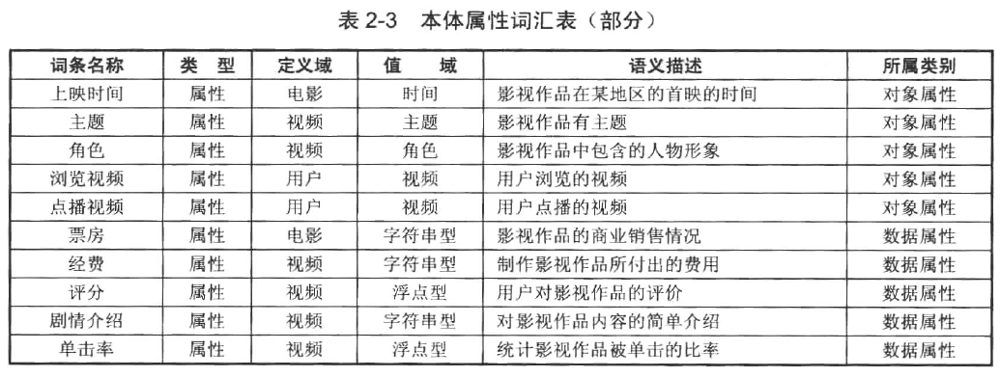 表 2-3 本体属性词汇表（部分）
词条名称 类 型 定义域 值 域 语义描述 所属类别
上映时间 属性 电影 时间 影视作品在某地区的首映的时间 对象属性
主题 属性 视频 主题 影视作品有主题 对象属性
角色 属性 视频 角色 影视作品中包含的人物形象 对象属性
浏览视频 属性 用户 视频 用户浏览的视频 对象属性
点播视频 属性 用户 视频 用户点播的视频 对象属性
票房 属性 电影 字符串型 影视作品的商业销售情况 数据属性
经费 属性 视频 字符串型 制作影视作品所付出的费用 数据属性
评分 属性 视频 浮点型 用户对影视作品的评价 数据属性
剧情介绍 属性 视频 字符串型 对影视作品内容的简单介绍 数据属性
单击率 属性 视频 浮点型 统计影视作品被单击的比率 数据属性